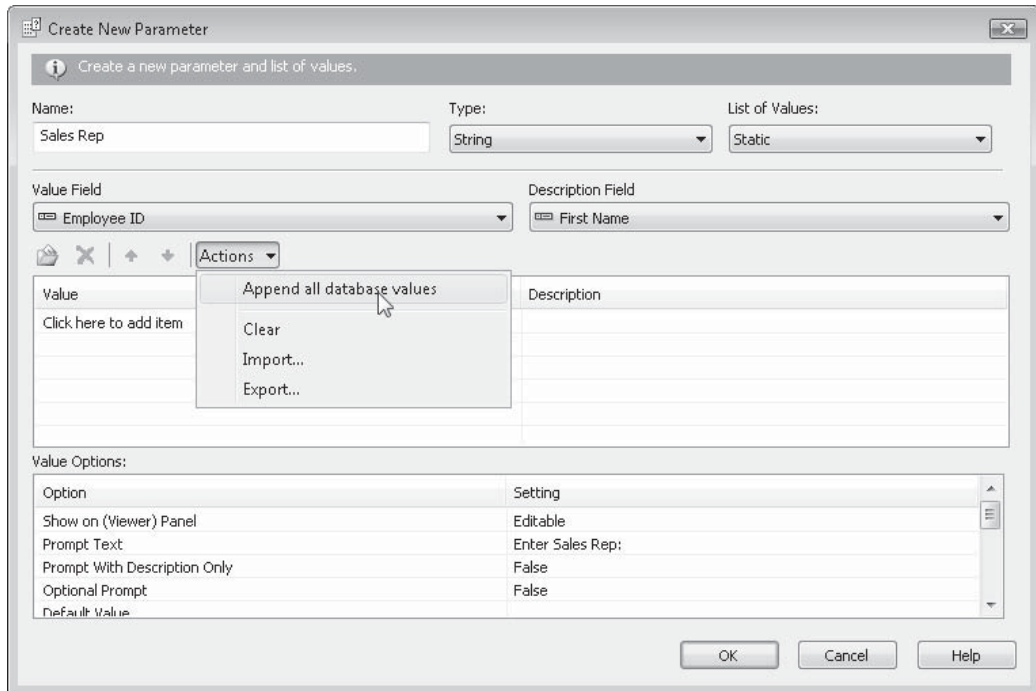 Create New Parameter
Create a new parameter and list of values.
Name:
Type:
List of Values:
Sales Rep
String
Static
Value Field
Description Field
Employee ID
First Name
Actions
Append all database values
Value
Description
Click here to add item
Clear
Import...
Export...
Value Options:
Option
Setting
Show on (Viewer) Panel
Editable
Prompt Text
Enter Sales Rep:
Prompt With Description Only
False
Optional Prompt
False
Default Value
OK
Cancel
Help